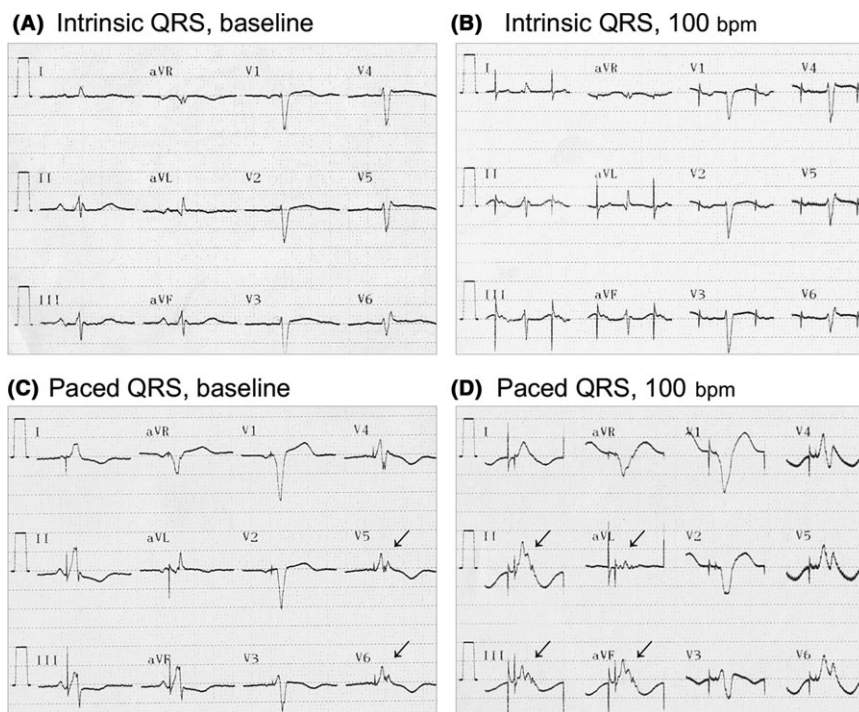 (A) Intrinsic QRS, baseline
I aVR V1 V4
II aVL V2 V5
III aVF V3 V6
(B) Intrinsic QRS, 100 bpm
I aVR V1 V4
II aVL V2 V5
III aVF V3 V6
(C) Paced QRS, baseline
I aVR V1 V4
II aVL V2 V5
III aVF V3 V6
(D) Paced QRS, 100 bpm
I aVR V1 V4
II aVL V2 V5
III aVF V3 V6